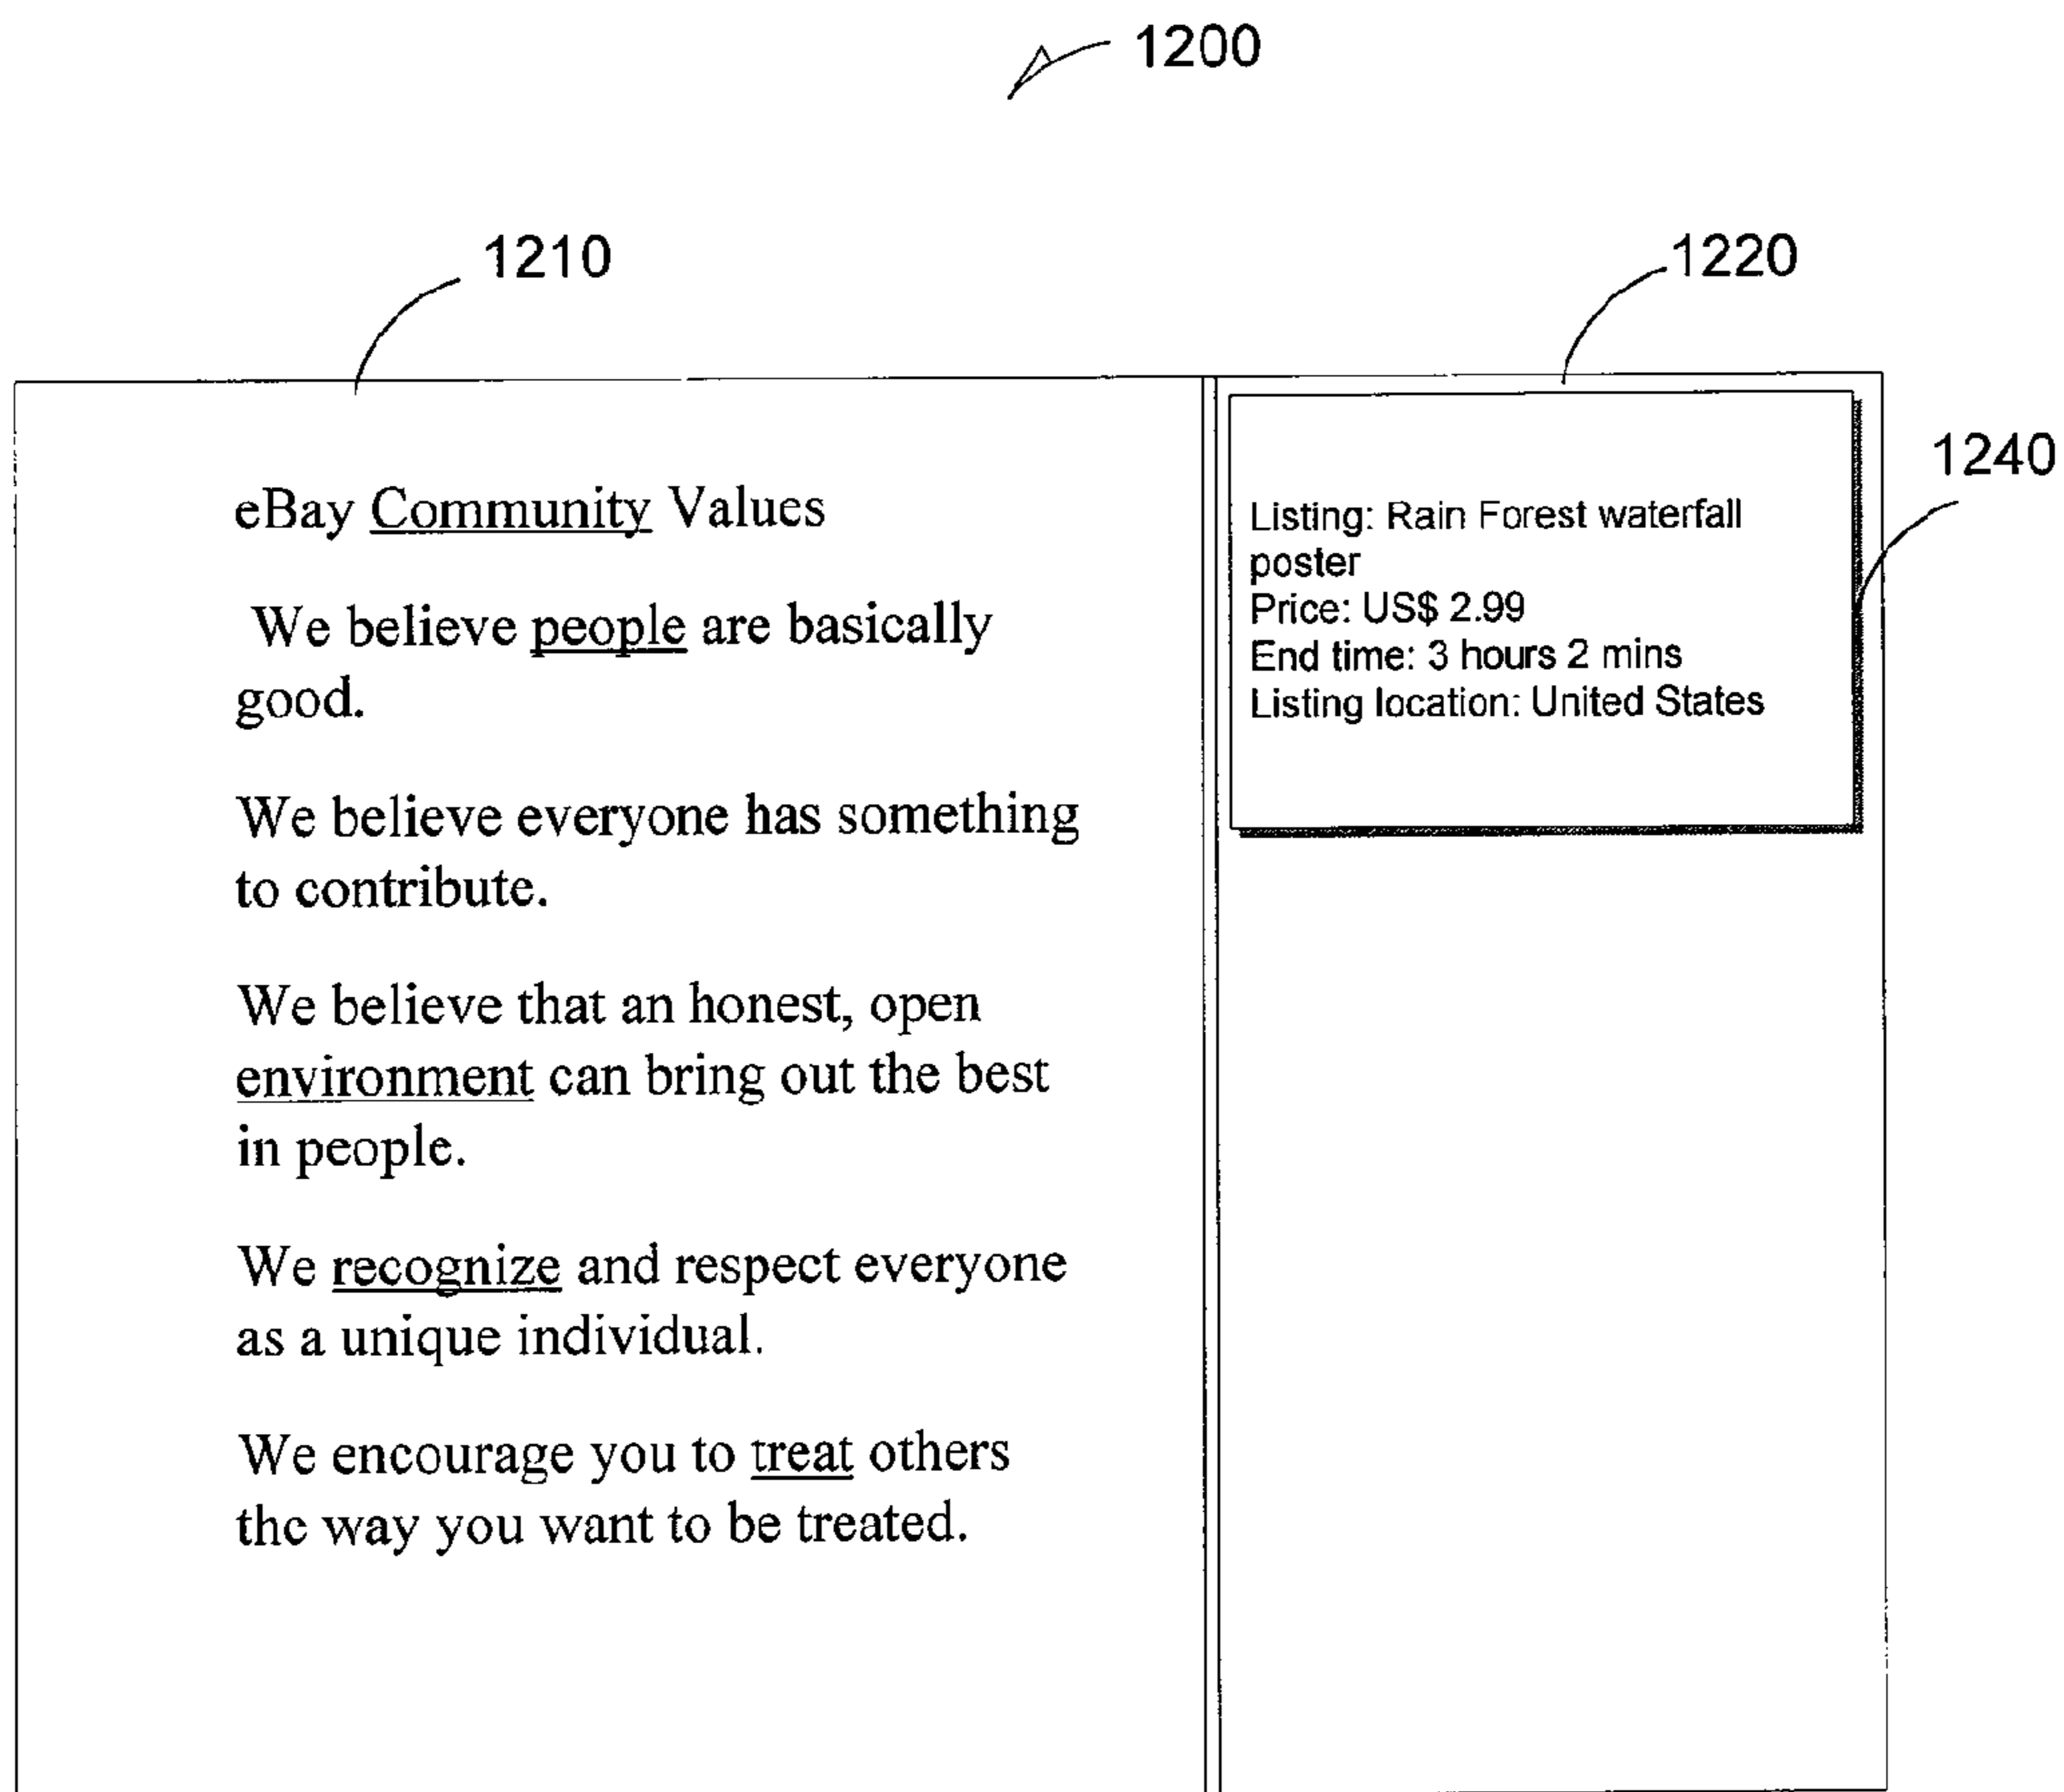 1200
1210
1220
1240
eBay Community Values
We believe people are basically
good.
We believe everyone has something
to contribute.
We believe that an honest, open
environment can bring out the best
in people.
We recognize and respect everyone
as a unique individual.
We encourage you to treat others
the way you want to be treated.
Listing: Rain Forest waterfall
poster
Price: US$ 2.99
End time: 3 hours 2 mins
Listing location: United States